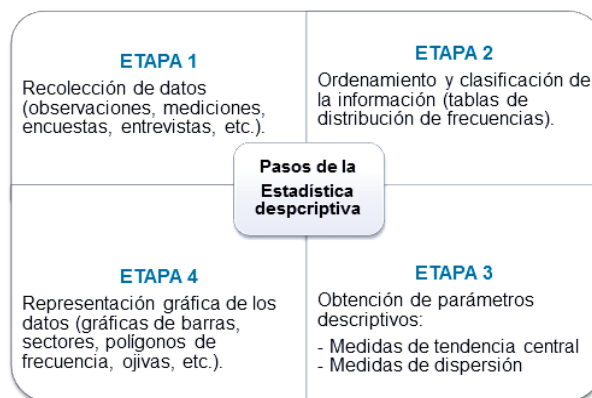 ETAPA 1
Recolección de datos
(observaciones, mediciones,
encuestas, entrevistas, etc.).
ETAPA 2
Ordenamiento y clasificación de
la información (tablas de
distribución de frecuencias).
Pasos de la
Estadística
despcriptiva
ETAPA 4
Representación gráfica de los
datos (gráficas de barras,
sectores, polígonos de
frecuencia, ojivas, etc.).
ETAPA 3
Obtención de parámetros
descriptivos:
- Medidas de tendencia central
- Medidas de dispersión